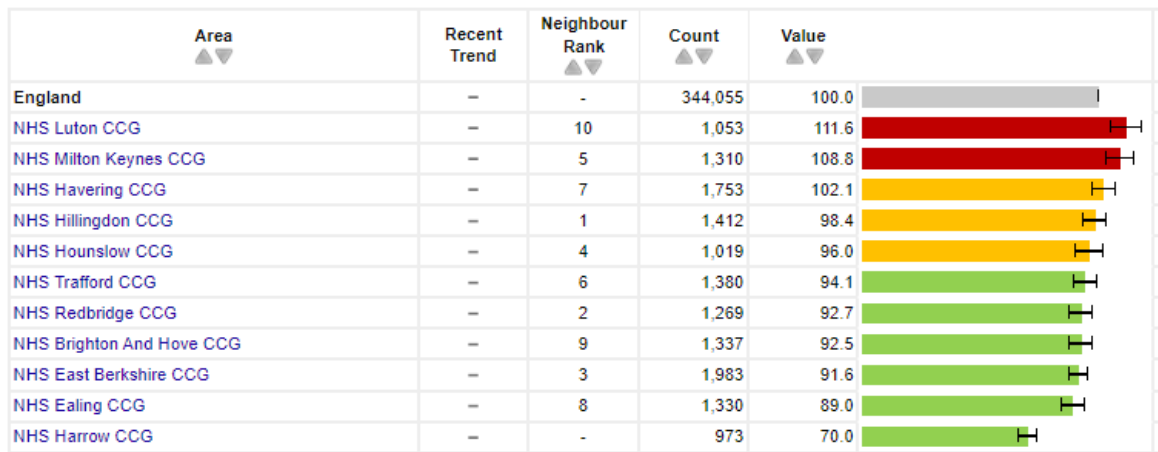 Area Recent Trend Neighbour Rank Count Value
England – - 344,055 100.0
NHS Luton CCG – 10 1,053 111.6
NHS Milton Keynes CCG – 5 1,310 108.8
NHS Havering CCG – 7 1,753 102.1
NHS Hillingdon CCG – 1 1,412 98.4
NHS Hounslow CCG – 4 1,019 96.0
NHS Trafford CCG – 6 1,380 94.1
NHS Redbridge CCG – 2 1,269 92.7
NHS Brighton And Hove CCG – 9 1,337 92.5
NHS East Berkshire CCG – 3 1,983 91.6
NHS Ealing CCG – 8 1,330 89.0
NHS Harrow CCG – - 973 70.0